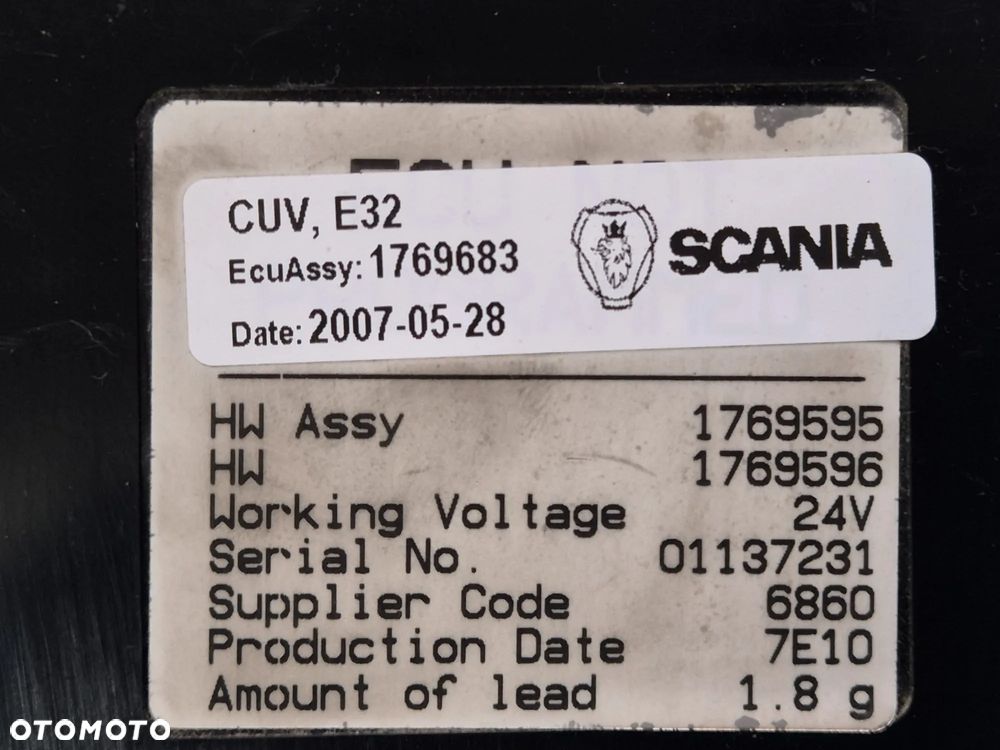 CUV, E32
EcuAssy: 1769683
Date: 2007-05-28
SCANIA
HW Assy 1769595
HW 1769596
Working Voltage 24V
Serial No. 01137231
Supplier Code 6860
Production Date 7E10
Amount of lead 1.8 g
OTOMOTO